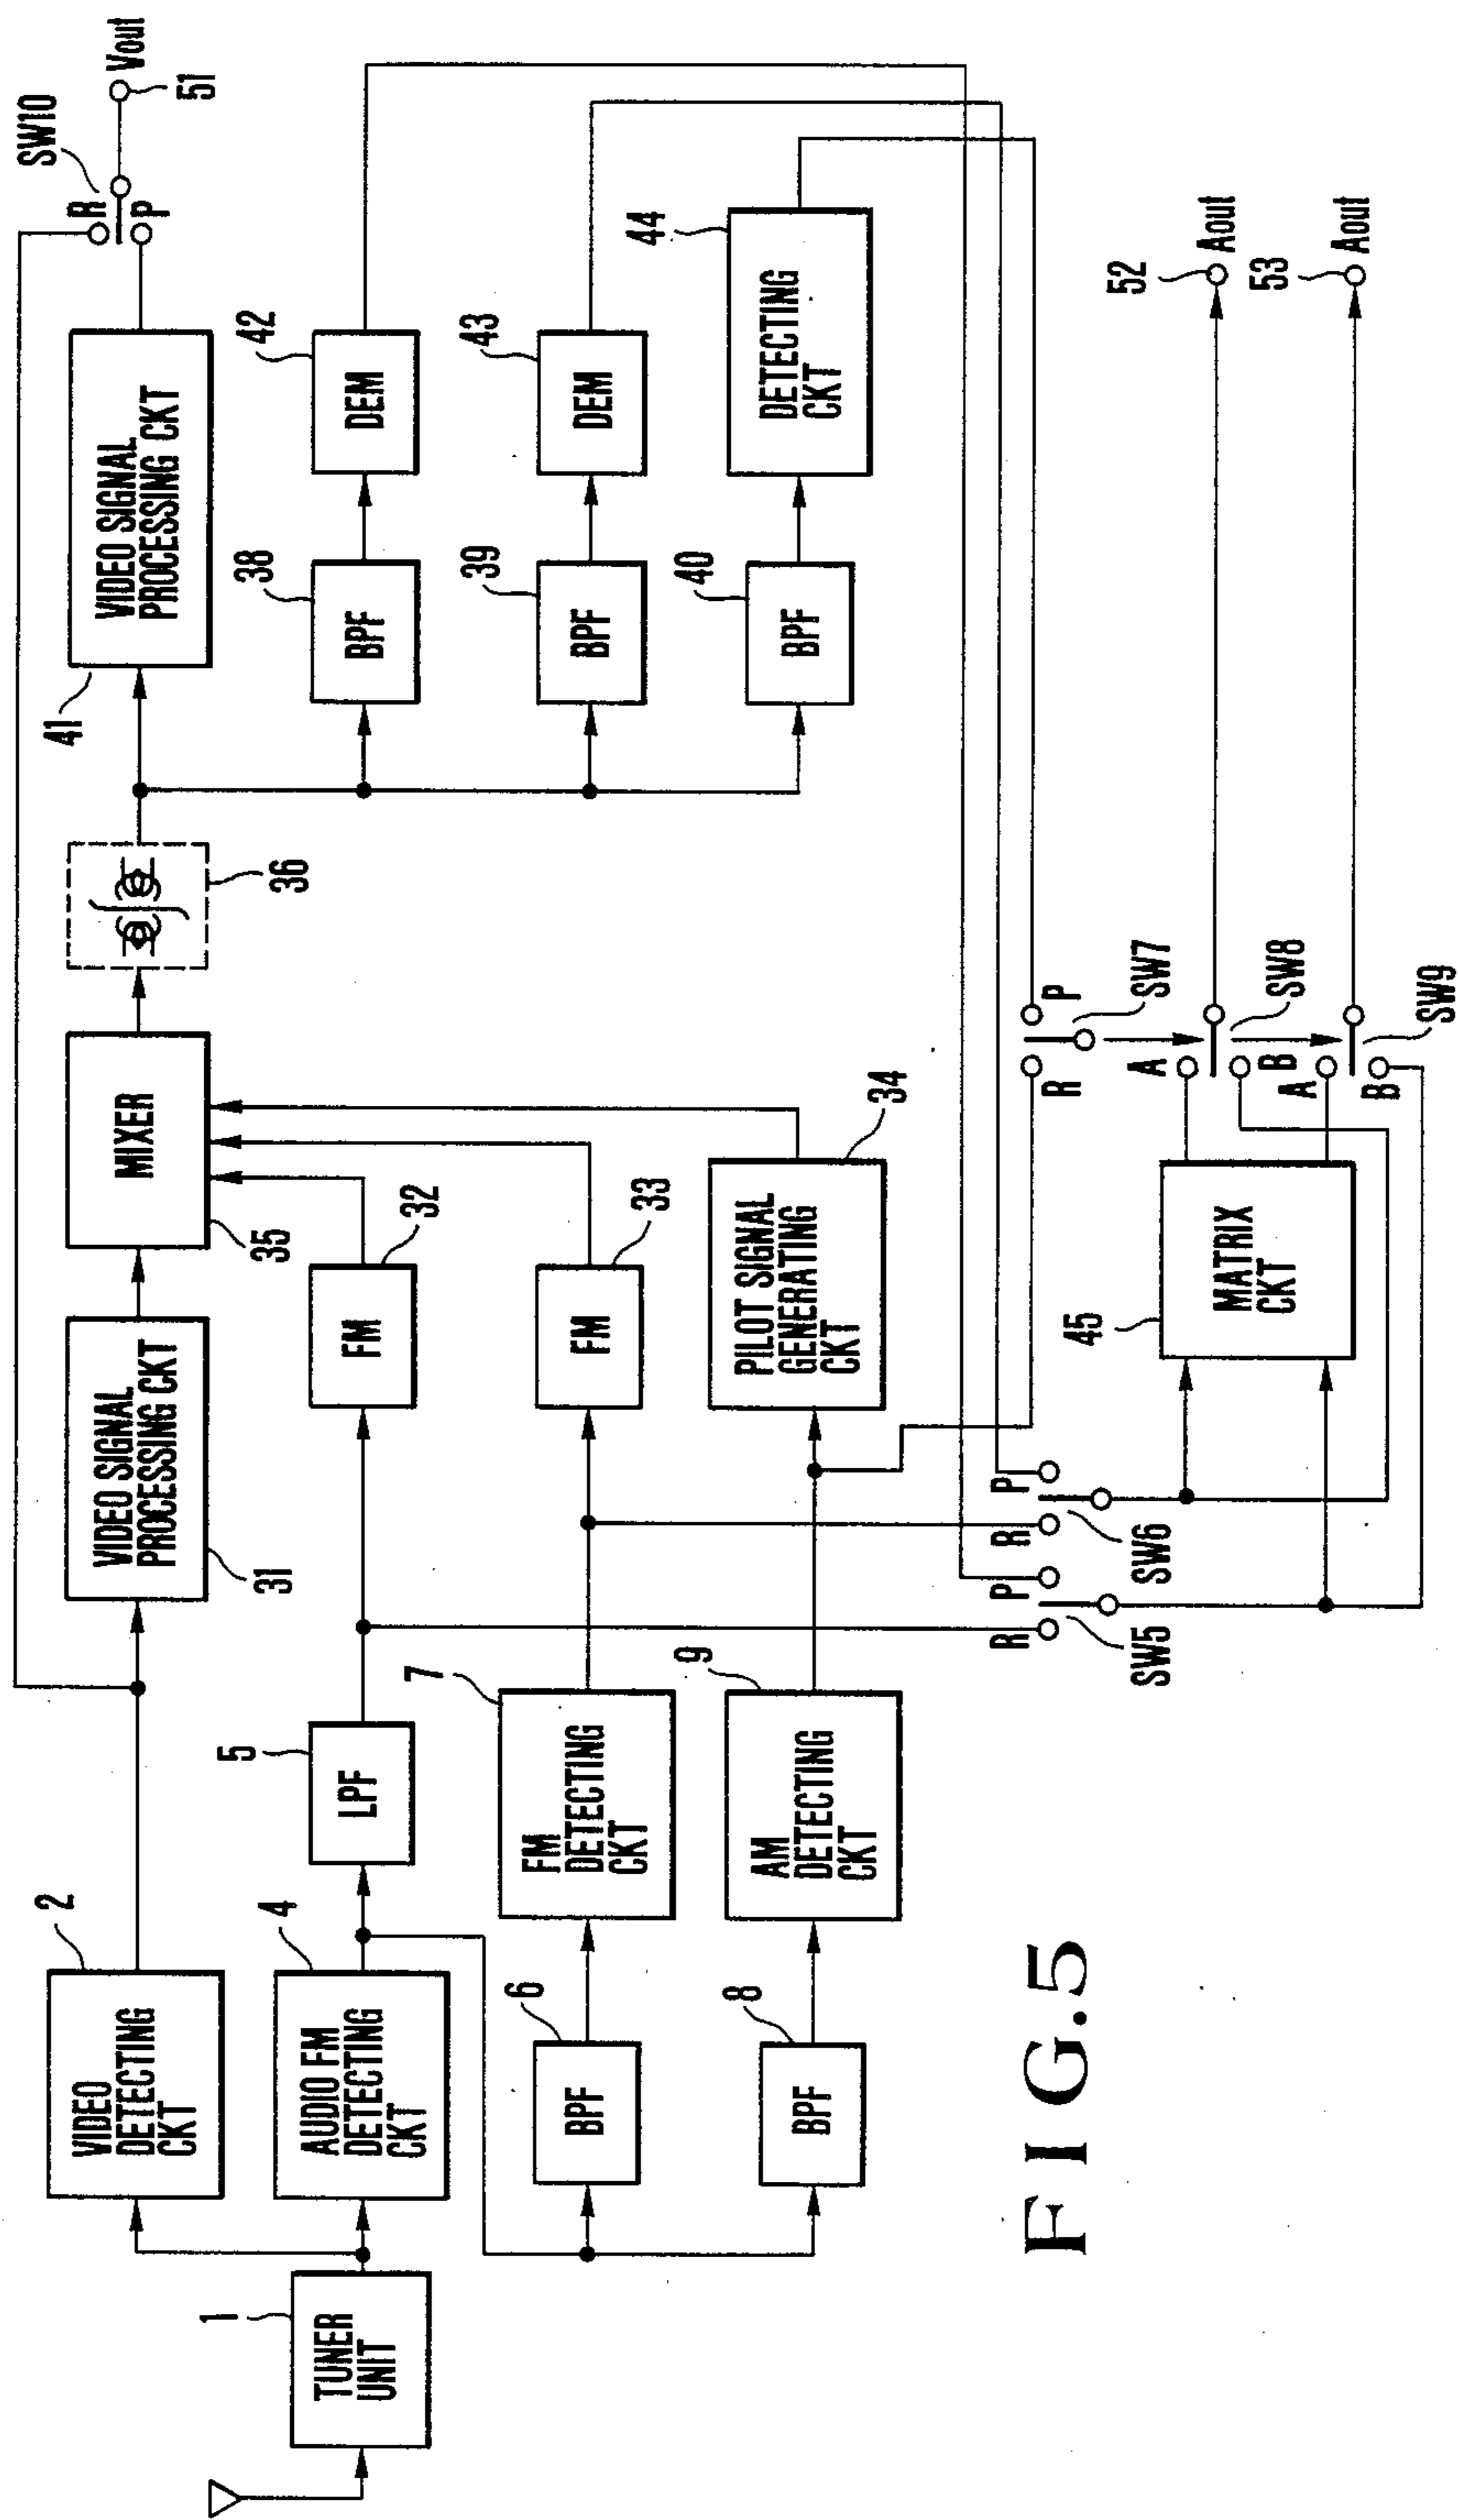 1
TUNER
UNIT
2
VIDEO
DETECTING
CKT
4
AUDIO FM
DETECTING
CKT
5
LPF
6
BPF
7
FM
DETECTING
CKT
8
BPF
9
AM
DETECTING
CKT
31
VIDEO SIGNAL
PROCESSING CKT
32
FM
33
FM
34
PILOT SIGNAL
GENERATING
CKT
35
MIXER
36
41
VIDEO SIGNAL
PROCESSING CKT
38
BPF
39
BPF
40
BPF
42
DEM
43
DEM
44
DETECTING
CKT
SW10
R
P
Vout
51
R
P
SW5
R
P
SW6
R
P
SW7
45
MATRIX
CKT
A
B
SW8
A
B
SW9
52
Aout
53
Aout
FIG.5